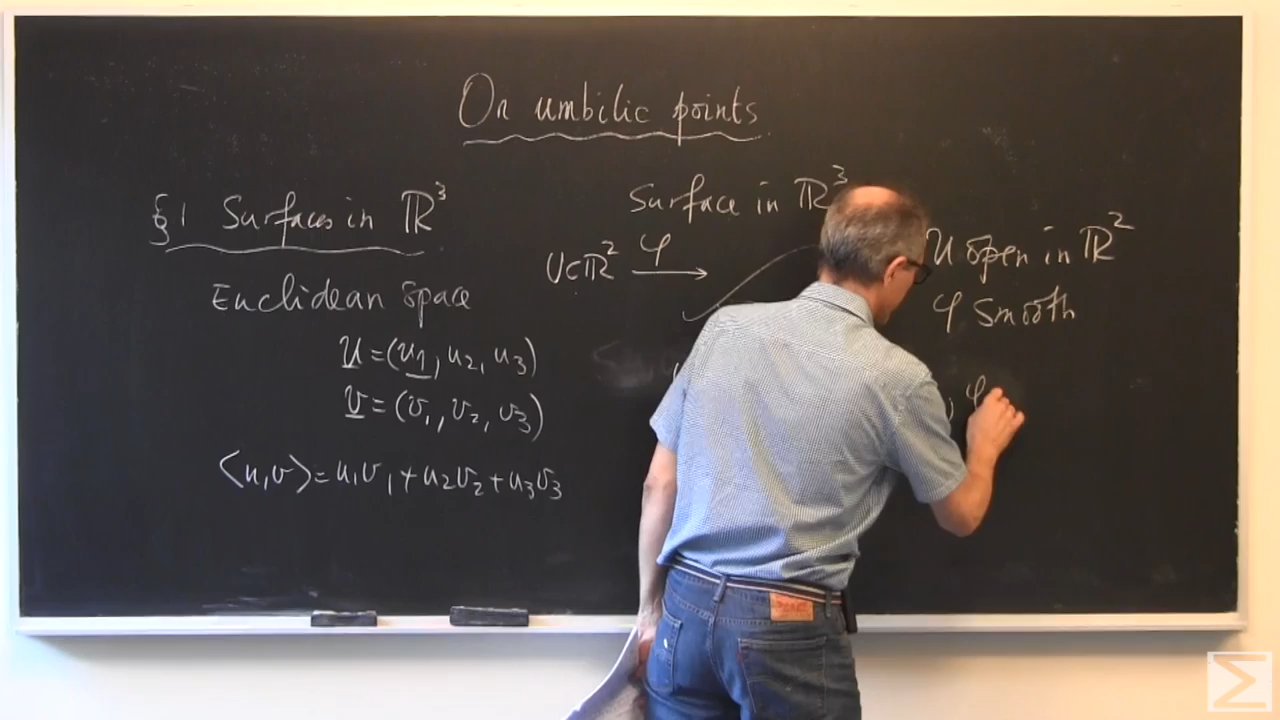 On umbilic points
§1 Surfaces in ℝ³
Euclidean space
u = (u₁, u₂, u₃)
v = (v₁, v₂, v₃)
⟨u,v⟩ = u₁v₁ + u₂v₂ + u₃v₃
Surface in ℝ³
U⊂ℝ² φ →
U open in ℝ²
φ smooth
, φ
Σ